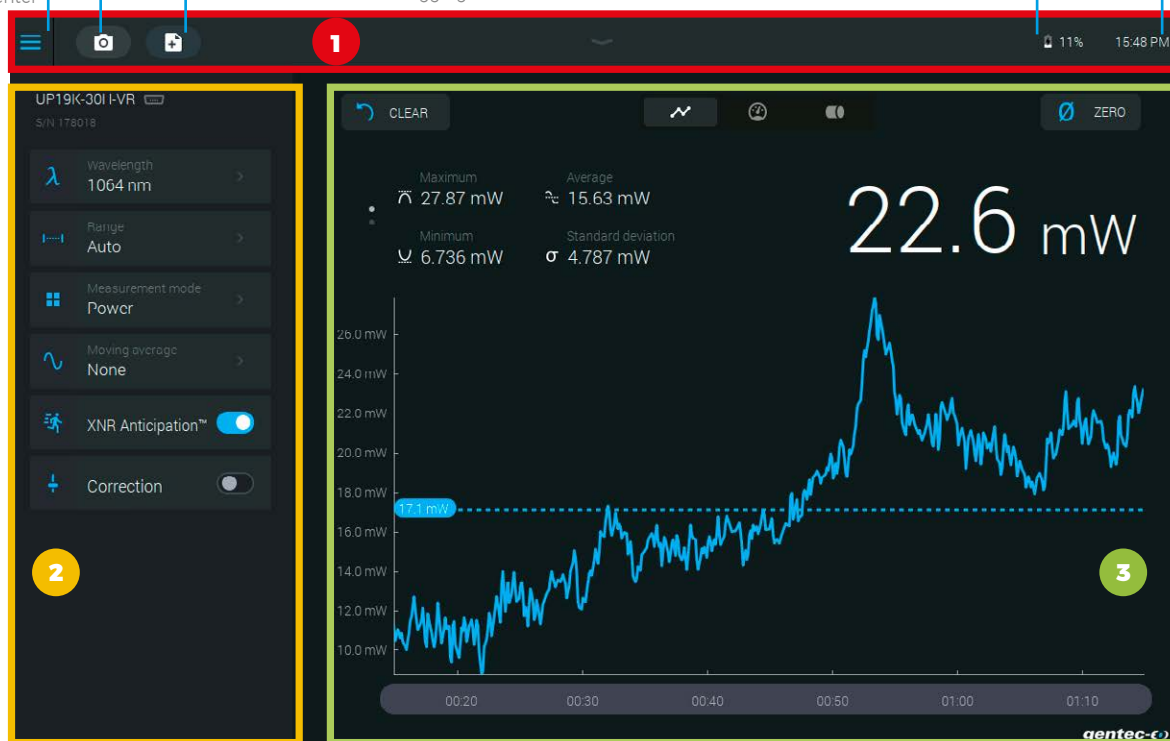 1
11%
15:48 PM
UP19K-30H-VR
S/N 178018
λ
Wavelength
1064 nm
Range
Auto
Measurement mode
Power
Moving average
None
XNR Anticipation™
Correction
2
CLEAR
Ø ZERO
Maximum
27.87 mW
Average
15.63 mW
Minimum
6.736 mW
Standard deviation
σ 4.787 mW
22.6 mW
26.0 mW
24.0 mW
22.0 mW
20.0 mW
18.0 mW
17.1 mW
16.0 mW
14.0 mW
12.0 mW
10.0 mW
3
00:20 00:30 00:40 00:50 01:00 01:10
gentec-eo